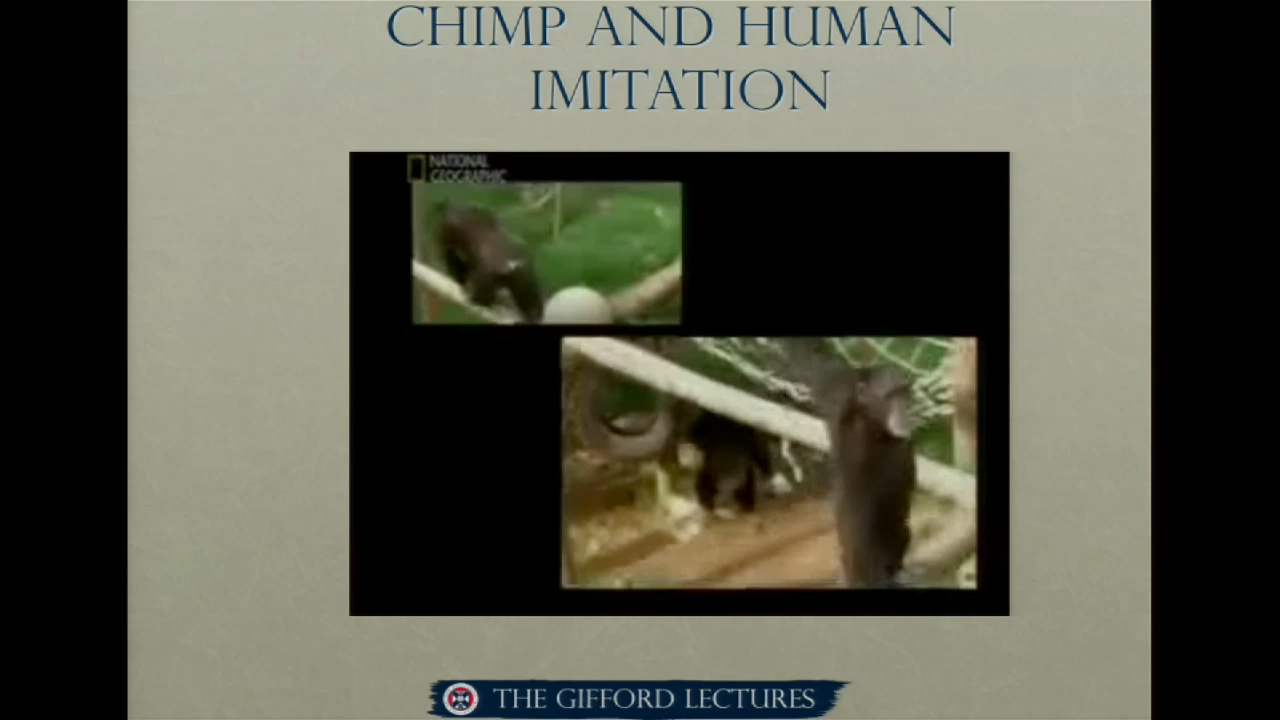 CHIMP AND HUMAN
IMITATION
NATIONAL
GEOGRAPHIC
THE GIFFORD LECTURES